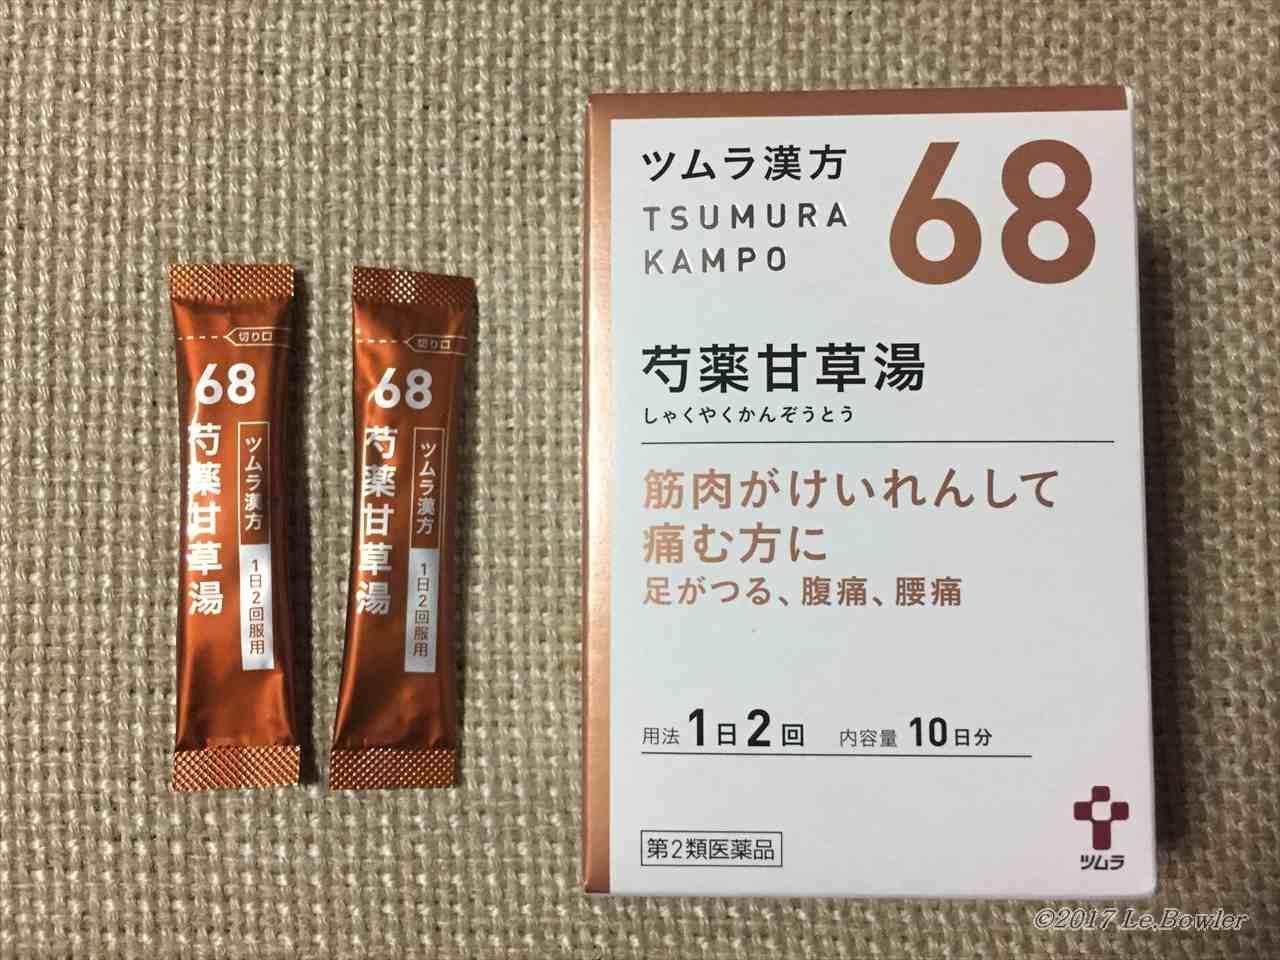 切り口
68
ツムラ漢方
1日2回服用
芍薬甘草湯
切り口
68
ツムラ漢方
1日2回服用
芍薬甘草湯
ツムラ漢方
TSUMURA
KAMPO
68
芍薬甘草湯
しゃくやくかんぞうとう
筋肉がけいれんして
痛む方に
足がつる、腹痛、腰痛
用法 1日2回 内容量 10日分
第2類医薬品
ツムラ
©2017 Le.Bowler